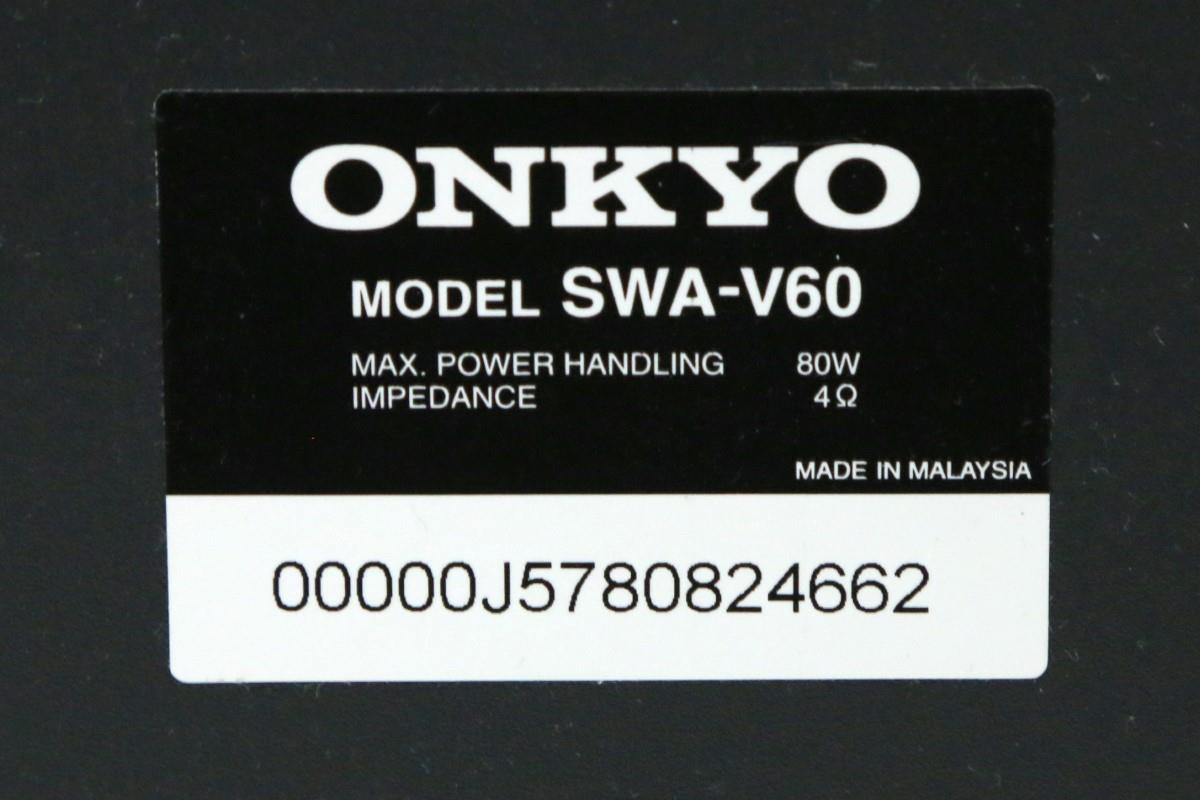 ONKYO
MODEL SWA-V60
MAX. POWER HANDLING 80W
IMPEDANCE 4Ω
MADE IN MALAYSIA
00000J5780824662